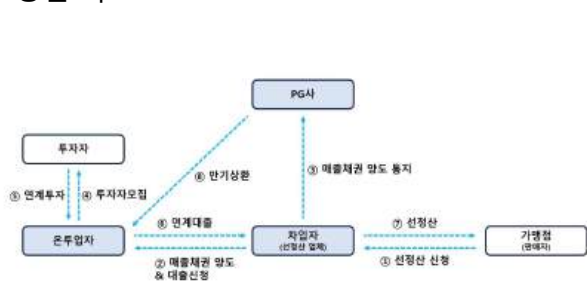 PG사
투자자
⑧ 만기상환
③ 매출채권 양도 통지
⑤ 연계투자
④ 투자자모집
⑥ 연계대출
⑦ 선정산
온투업자
차입자
(선정산 업체)
가맹점
(판매자)
② 매출채권 양도
& 대출신청
① 선정산 신청